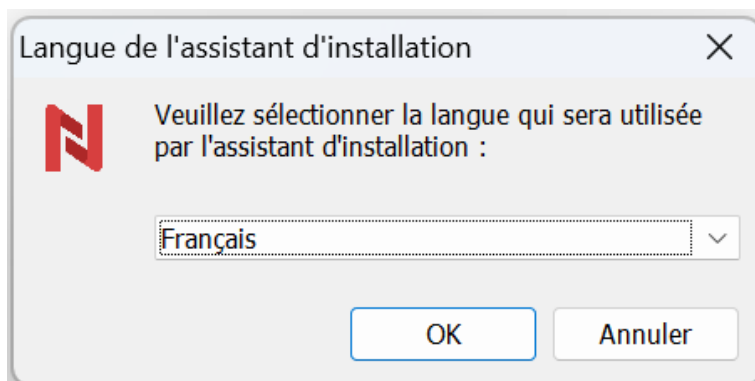 Langue de l'assistant d'installation
Veuillez sélectionner la langue qui sera utilisée
par l'assistant d'installation :
Français
OK
Annuler